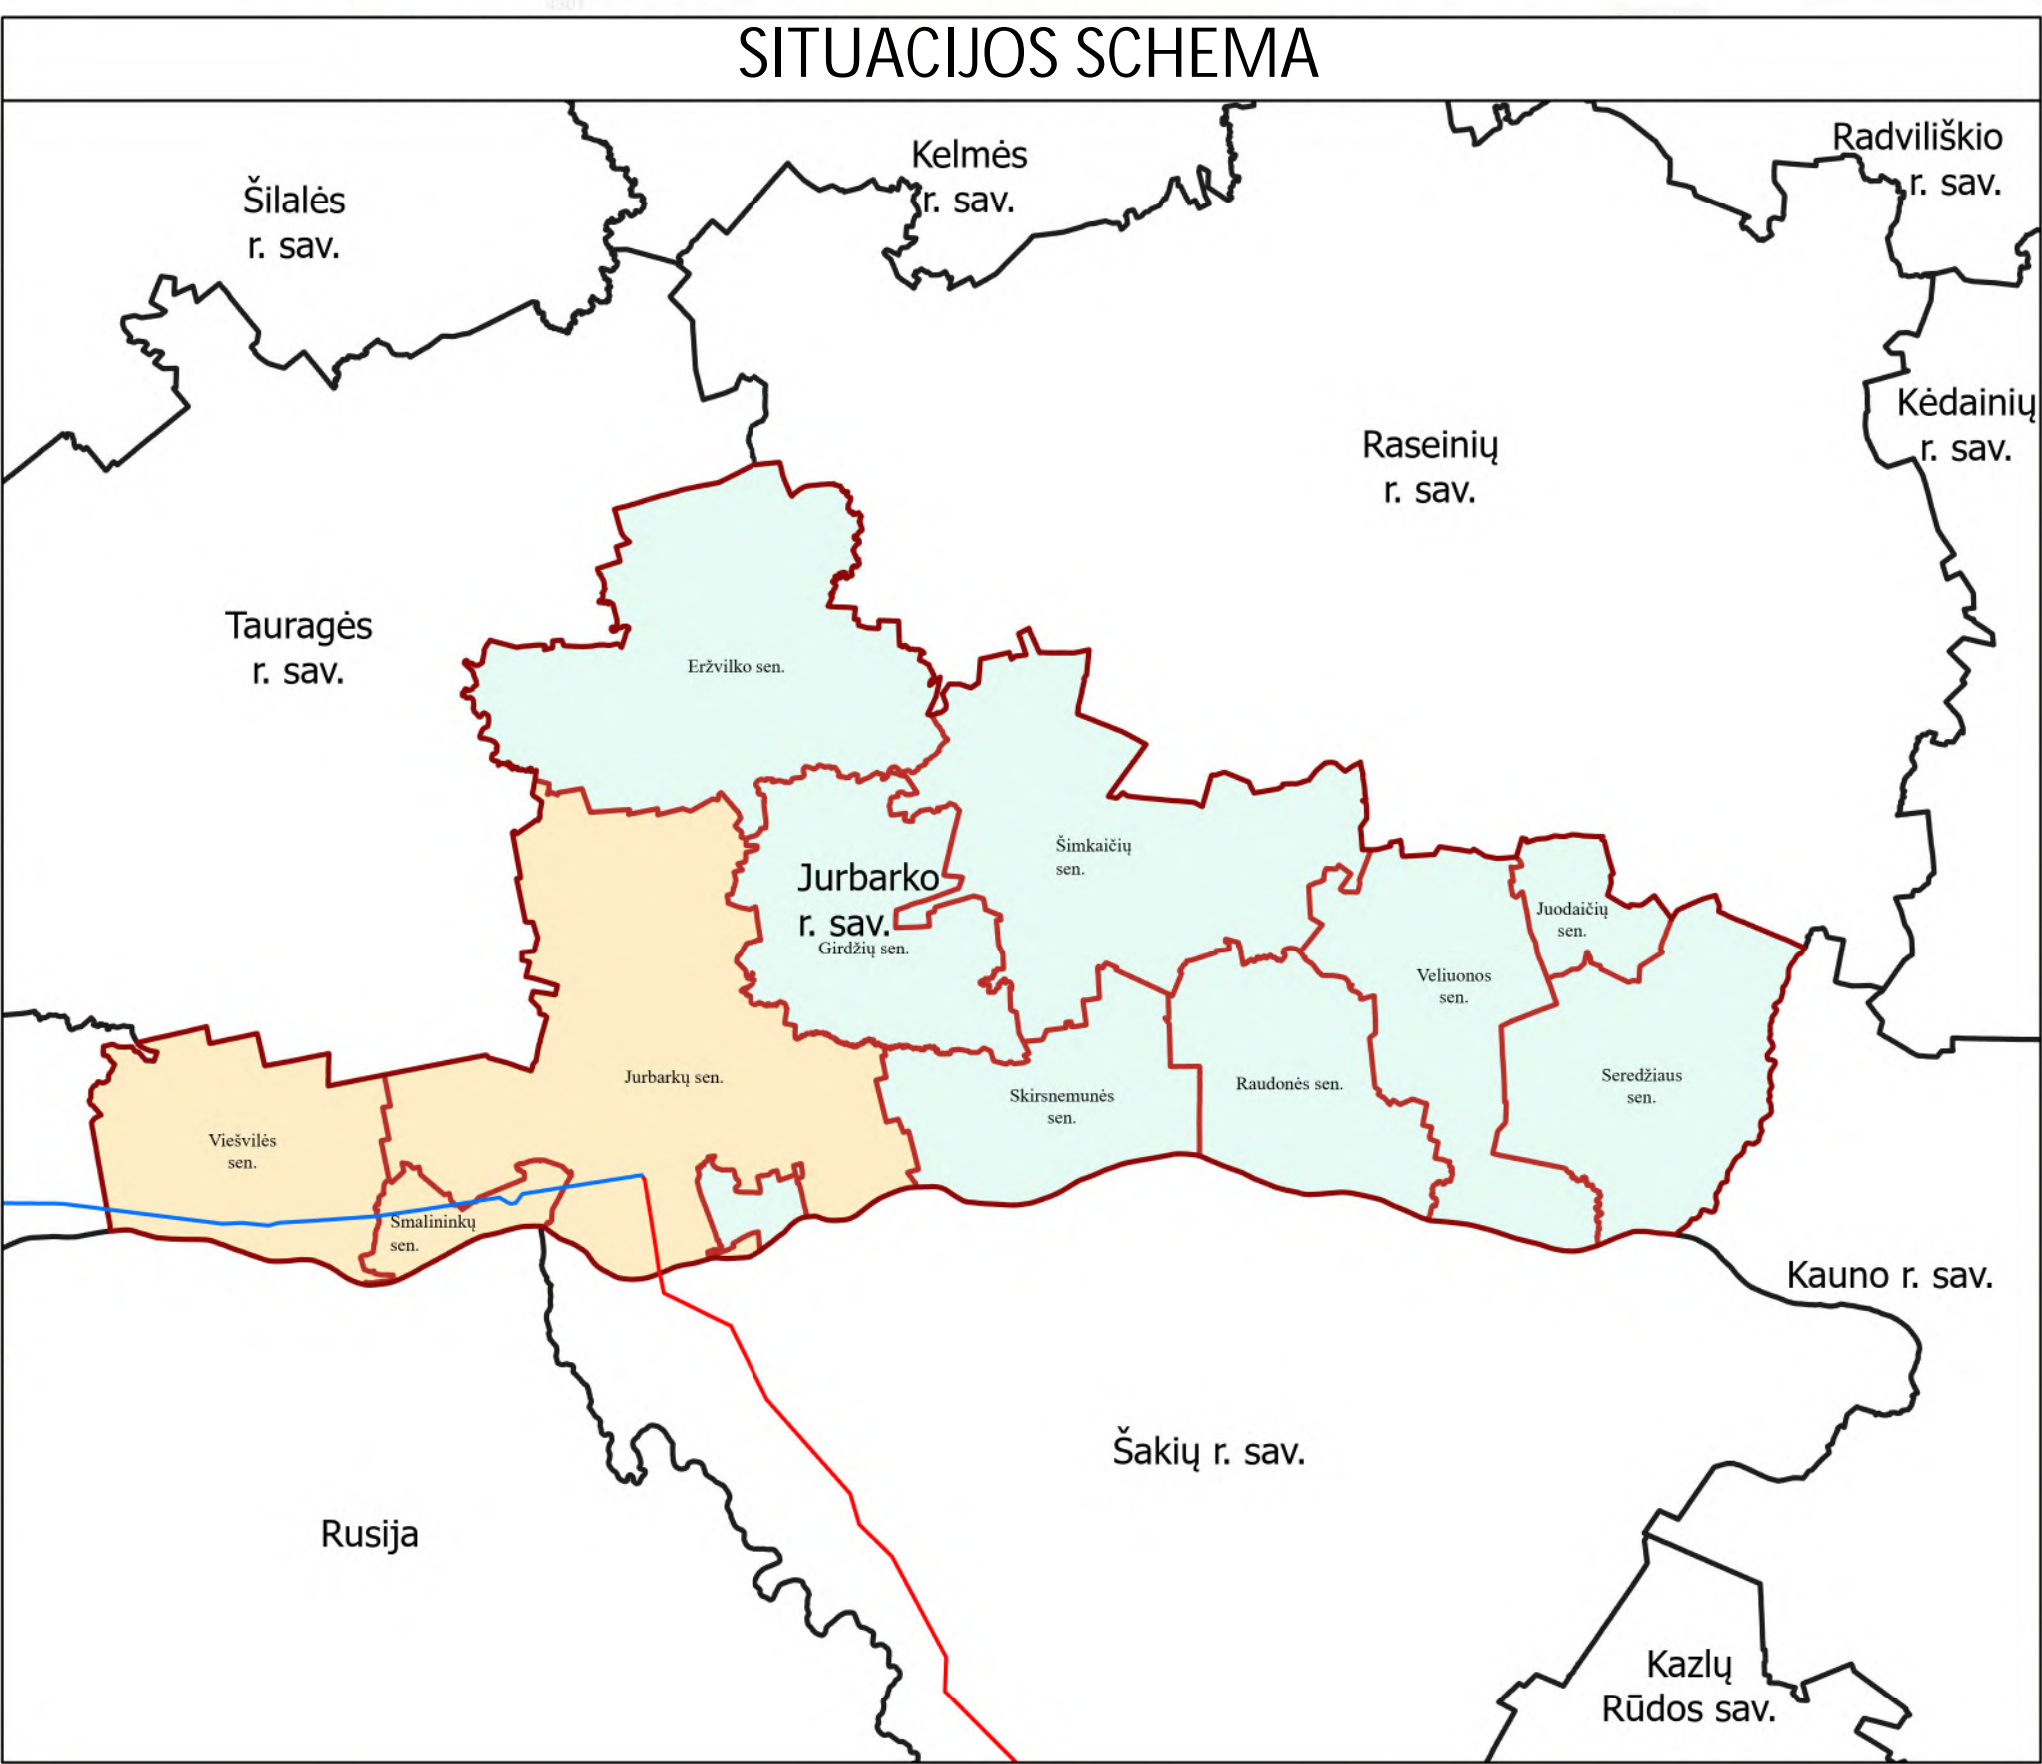 SITUACIJOS SCHEMA
Šilalės
r. sav.
Kelmės
r. sav.
Radviliškio
r. sav.
Kėdainių
r. sav.
Raseinių
r. sav.
Tauragės
r. sav.
Eržvilko sen.
Šimkaičių
sen.
Jurbarko
r. sav.
Girdžių sen.
Juodaičių
sen.
Veliuonos
sen.
Seredžiaus
sen.
Jurbarkų sen.
Raudonės sen.
Skirsnemunės
sen.
Viešvilės
sen.
Smalininkų
sen.
Kauno r. sav.
Šakių r. sav.
Rusija
Kazlų
Rūdos sav.